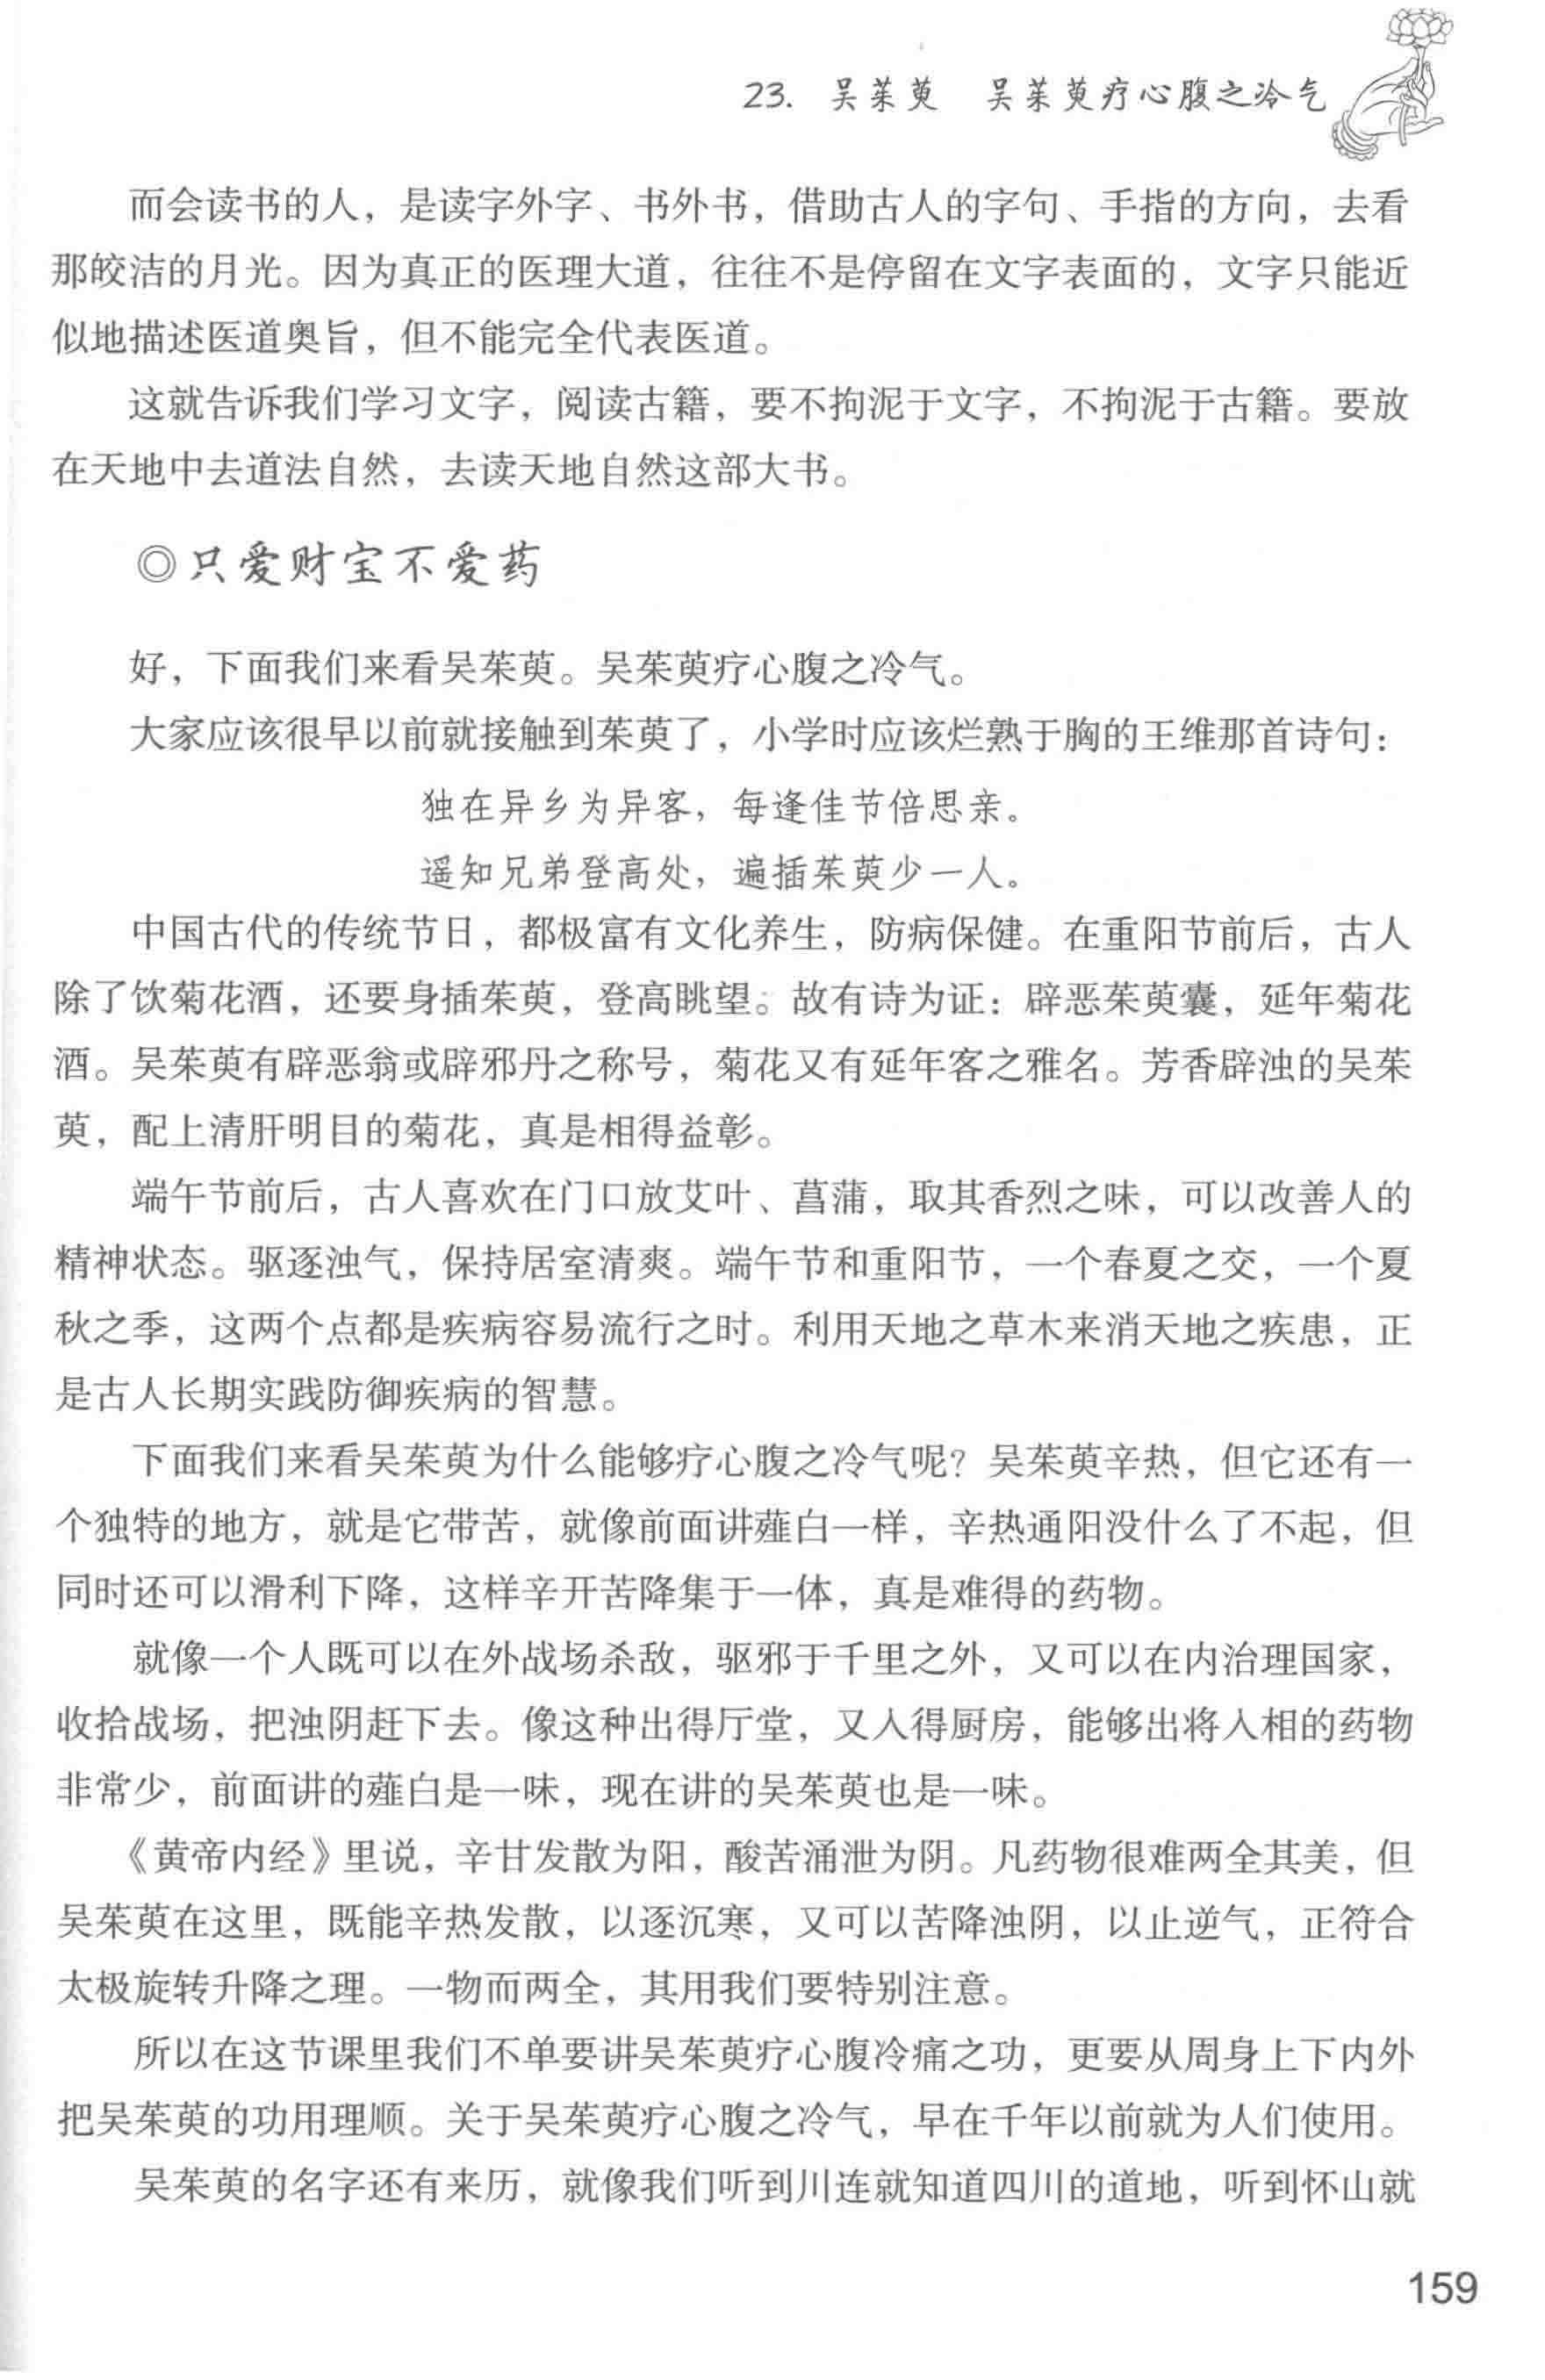 23. 吴茱萸　吴茱萸疗心腹之冷气
而会读书的人，是读字外字、书外书，借助古人的字句、手指的方向，去看
那皎洁的月光。因为真正的医理大道，往往不是停留在文字表面的，文字只能近
似地描述医道奥旨，但不能完全代表医道。
这就告诉我们学习文字，阅读古籍，要不拘泥于文字，不拘泥于古籍。要放
在天地中去道法自然，去读天地自然这部大书。
◎只爱财宝不爱药
好，下面我们来看吴茱萸。吴茱萸疗心腹之冷气。
大家应该很早以前就接触到茱萸了，小学时应该烂熟于胸的王维那首诗句：
独在异乡为异客，每逢佳节倍思亲。
遥知兄弟登高处，遍插茱萸少一人。
中国古代的传统节日，都极富有文化养生，防病保健。在重阳节前后，古人
除了饮菊花酒，还要身插茱萸，登高眺望。故有诗为证：辟恶茱萸囊，延年菊花
酒。吴茱萸有辟恶翁或辟邪丹之称号，菊花又有延年客之雅名。芳香辟浊的吴茱
萸，配上清肝明目的菊花，真是相得益彰。
端午节前后，古人喜欢在门口放艾叶、菖蒲，取其香烈之味，可以改善人的
精神状态。驱逐浊气，保持居室清爽。端午节和重阳节，一个春夏之交，一个夏
秋之季，这两个点都是疾病容易流行之时。利用天地之草木来消天地之疾患，正
是古人长期实践防御疾病的智慧。
下面我们来看吴茱萸为什么能够疗心腹之冷气呢？吴茱萸辛热，但它还有一
个独特的地方，就是它带苦，就像前面讲薤白一样，辛热通阳没什么了不起，但
同时还可以滑利下降，这样辛开苦降集于一体，真是难得的药物。
就像一个人既可以在外战场杀敌，驱邪于千里之外，又可以在内治理国家，
收拾战场，把浊阴赶下去。像这种出得厅堂，又入得厨房，能够出将入相的药物
非常少，前面讲的薤白是一味，现在讲的吴茱萸也是一味。
《黄帝内经》里说，辛甘发散为阳，酸苦涌泄为阴。凡药物很难两全其美，但
吴茱萸在这里，既能辛热发散，以逐沉寒，又可以苦降浊阴，以止逆气，正符合
太极旋转升降之理。一物而两全，其用我们要特别注意。
所以在这节课里我们不单要讲吴茱萸疗心腹冷痛之功，更要从周身上下内外
把吴茱萸的功用理顺。关于吴茱萸疗心腹之冷气，早在千年以前就为人们使用。
吴茱萸的名字还有来历，就像我们听到川连就知道四川的道地，听到怀山就
159